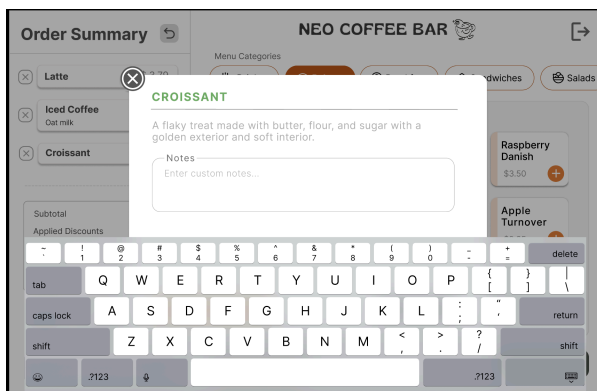 Order Summary
NEO COFFEE BAR
Menu Categories
Latte
Iced Coffee
Oat milk
Croissant
Subtotal
Applied Discounts
CROISSANT
A flaky treat made with butter, flour, and sugar with a
golden exterior and soft interior.
Notes
Enter custom notes...
Salads
Raspberry
Danish
$3.50
Apple
Turnover
~ ! @ # $ % ^ & * ( ) _ +
` 1 2 3 4 5 6 7 8 9 0 - = delete
tab Q W E R T Y U I O P { [ } ] | \
caps lock A S D F G H J K L : ; " ' return
shift Z X C V B N M < , > . ? / shift
.?123 .?123